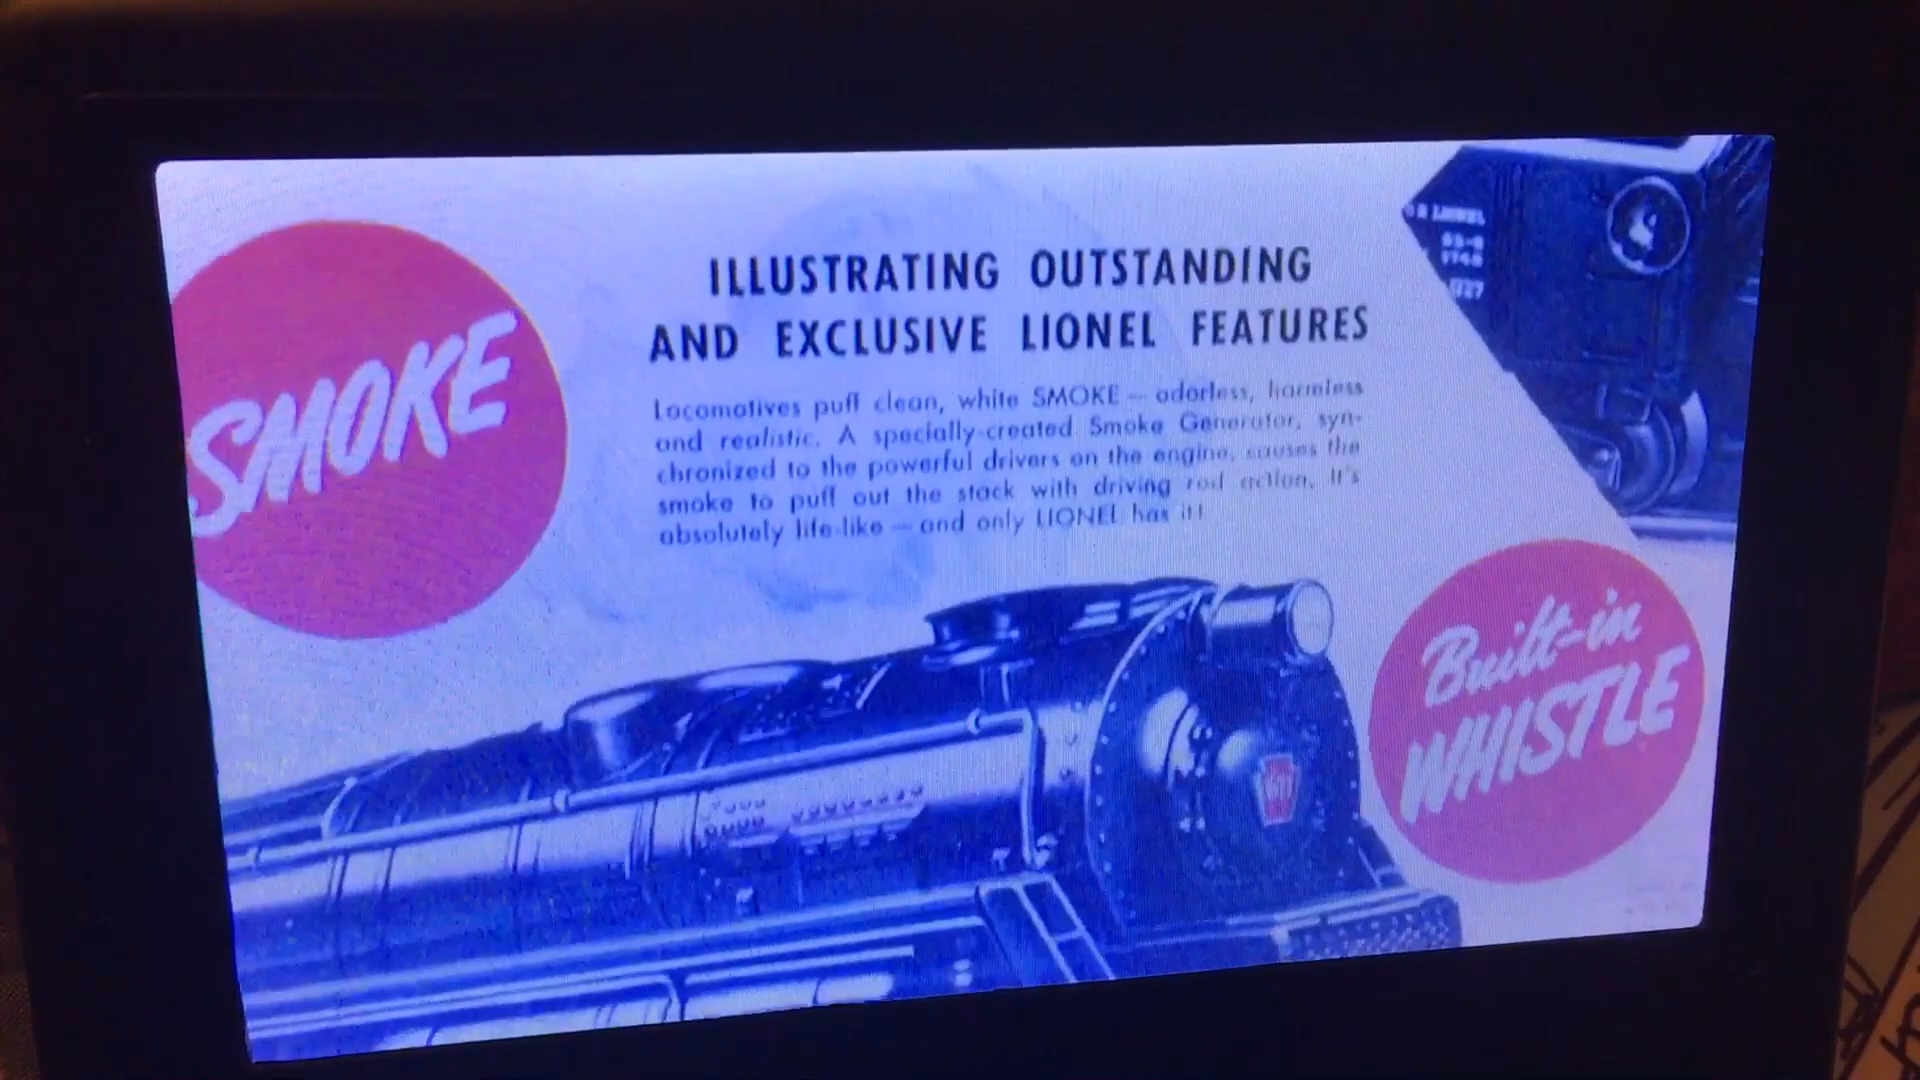 SMOKE
ILLUSTRATING OUTSTANDING
AND EXCLUSIVE LIONEL FEATURES
Locomotives puff clean, white SMOKE — odorless, harmless
and realistic. A specially-created Smoke Generator, syn-
chronized to the powerful drivers on the engine, causes the
smoke to puff out the stack with driving rod action. It's
absolutely life-like — and only LIONEL has it!
LIONEL
Built-in
WHISTLE